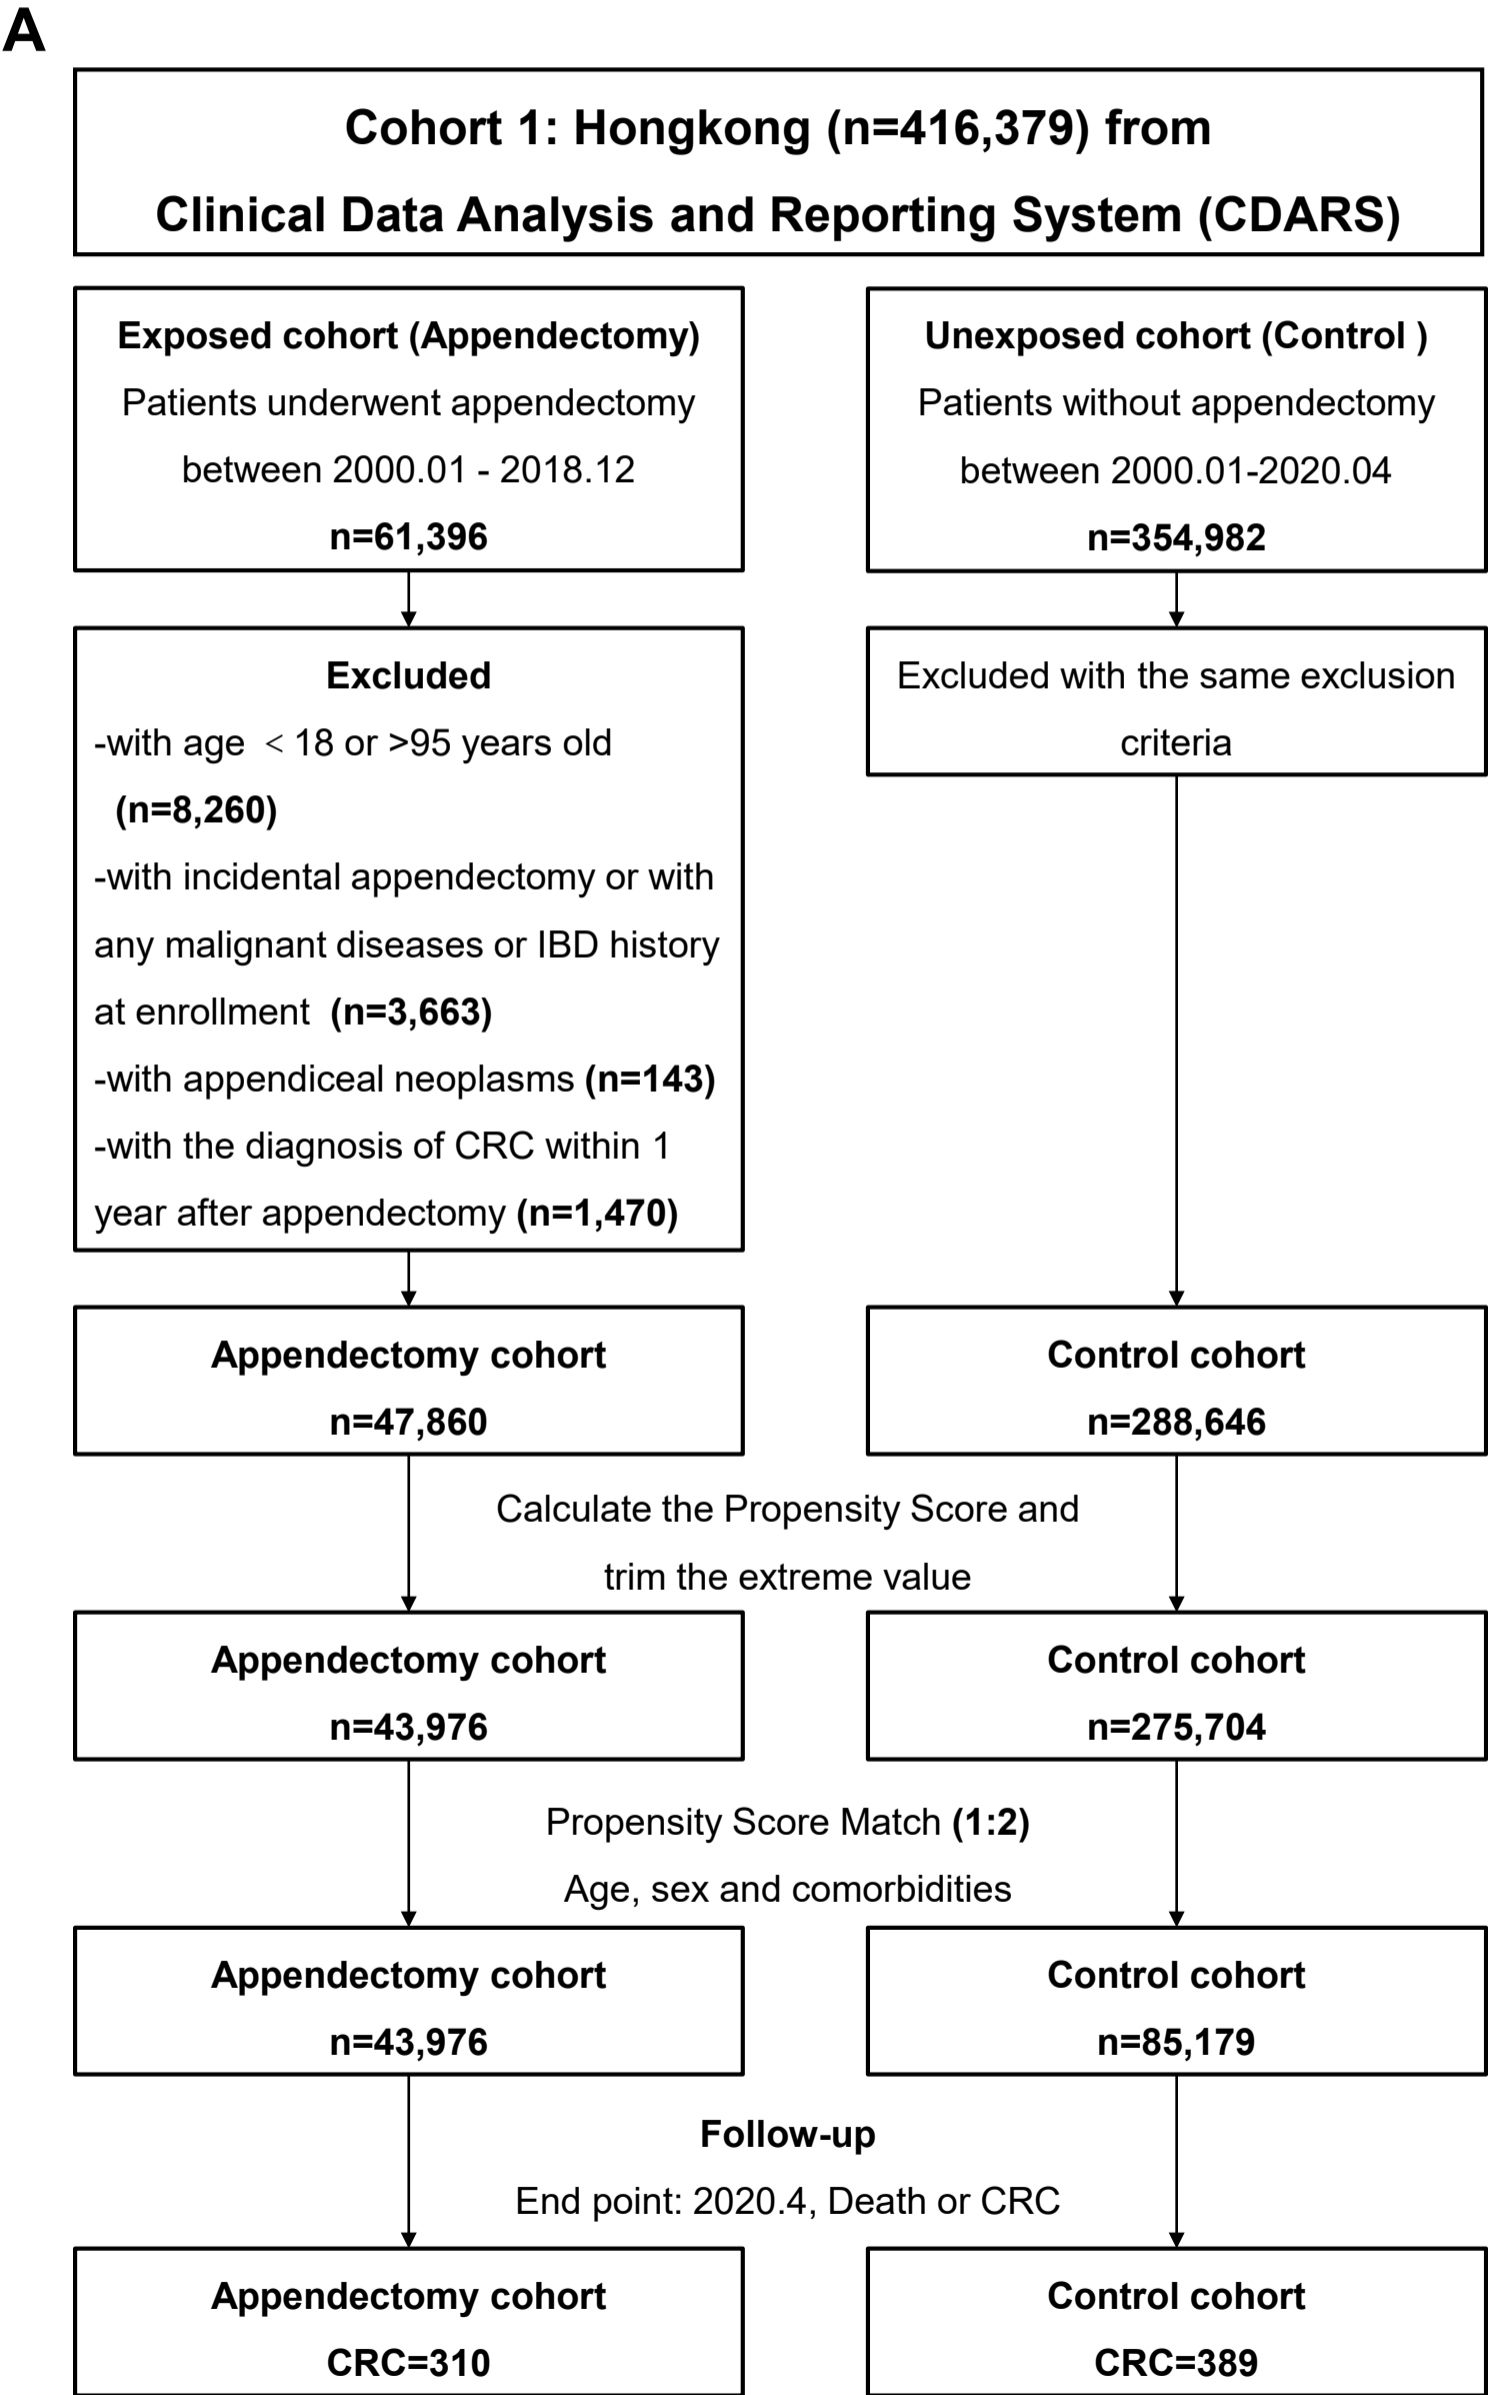 A
Cohort 1: Hongkong (n=416,379) from
Clinical Data Analysis and Reporting System (CDARS)
Exposed cohort (Appendectomy)
Patients underwent appendectomy
between 2000.01 - 2018.12
n=61,396
Unexposed cohort (Control )
Patients without appendectomy
between 2000.01-2020.04
n=354,982
Excluded
-with age < 18 or >95 years old
(n=8,260)
-with incidental appendectomy or with
any malignant diseases or IBD history
at enrollment (n=3,663)
-with appendiceal neoplasms (n=143)
-with the diagnosis of CRC within 1
year after appendectomy (n=1,470)
Excluded with the same exclusion
criteria
Appendectomy cohort
n=47,860
Control cohort
n=288,646
Calculate the Propensity Score and
trim the extreme value
Appendectomy cohort
n=43,976
Control cohort
n=275,704
Propensity Score Match (1:2)
Age, sex and comorbidities
Appendectomy cohort
n=43,976
Control cohort
n=85,179
Follow-up
End point: 2020.4, Death or CRC
Appendectomy cohort
CRC=310
Control cohort
CRC=389